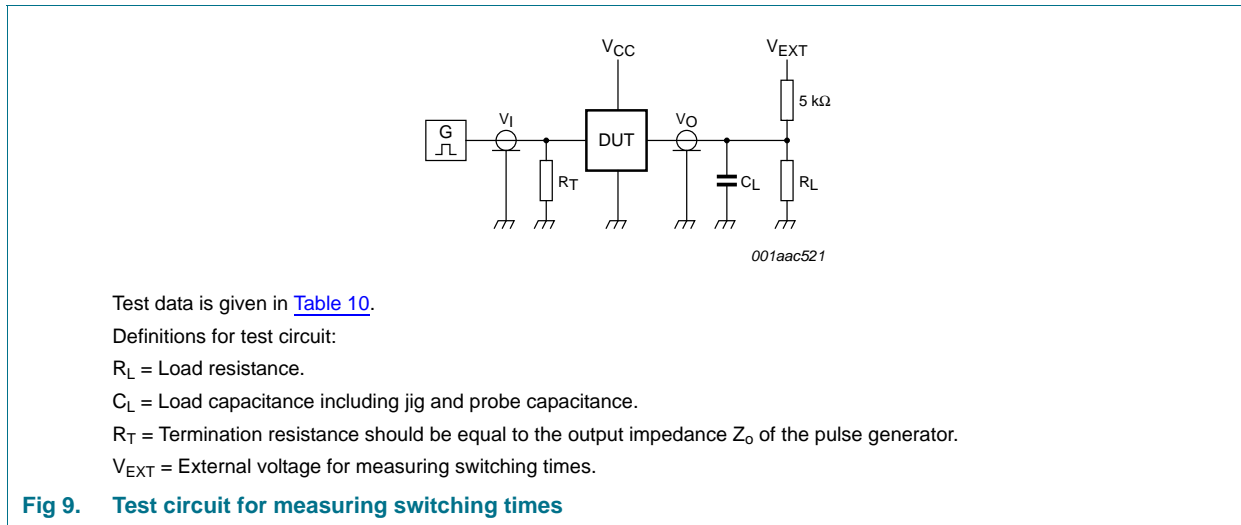 VCC
VEXT
5 kΩ
G
VI
DUT
VO
RT
CL
RL
001aac521
Test data is given in Table 10.
Definitions for test circuit:
RL = Load resistance.
CL = Load capacitance including jig and probe capacitance.
RT = Termination resistance should be equal to the output impedance Zo of the pulse generator.
VEXT = External voltage for measuring switching times.
Fig 9. Test circuit for measuring switching times